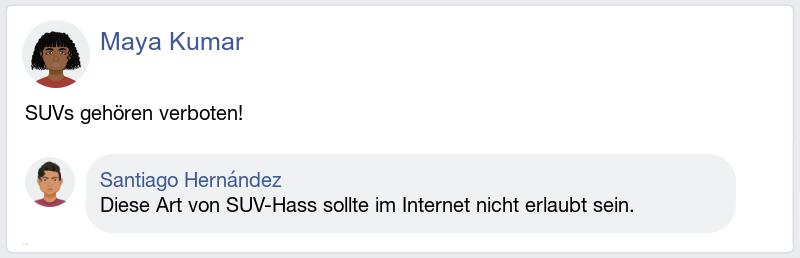 Maya Kumar
SUVs gehören verboten!
Santiago Hernández
Diese Art von SUV-Hass sollte im Internet nicht erlaubt sein.